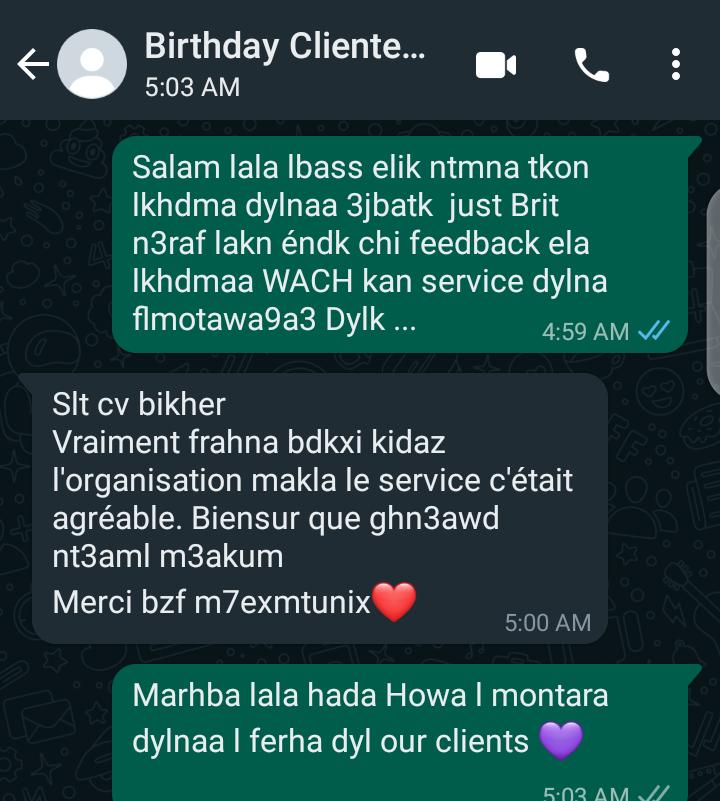 Birthday Cliente...
5:03 AM
Salam lala lbass elik ntmna tkon
lkhdma dylnaa 3jbatk  just Brit
n3raf lakn éndk chi feedback ela
lkhdmaa WACH kan service dylna
flmotawa9a3 Dylk ...
4:59 AM
Slt cv bikher
Vraiment frahna bdkxi kidaz
l'organisation makla le service c'était
agréable. Biensur que ghn3awd
nt3aml m3akum
Merci bzf m7exmtunix❤️
5:00 AM
Marhba lala hada Howa l montara
dylnaa l ferha dyl our clients 💜
5:03 AM